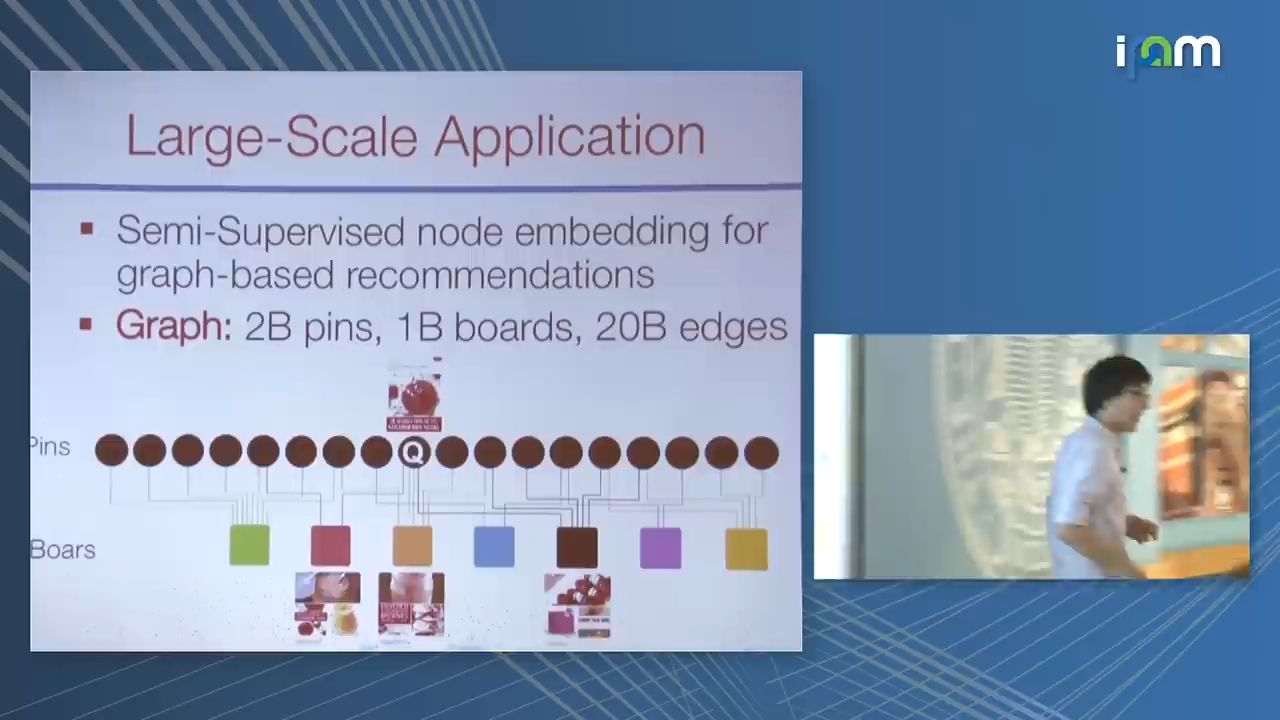 ipam
Large-Scale Application
▪ Semi-Supervised node embedding for
graph-based recommendations
▪ Graph: 2B pins, 1B boards, 20B edges
Pins
Q
Boars